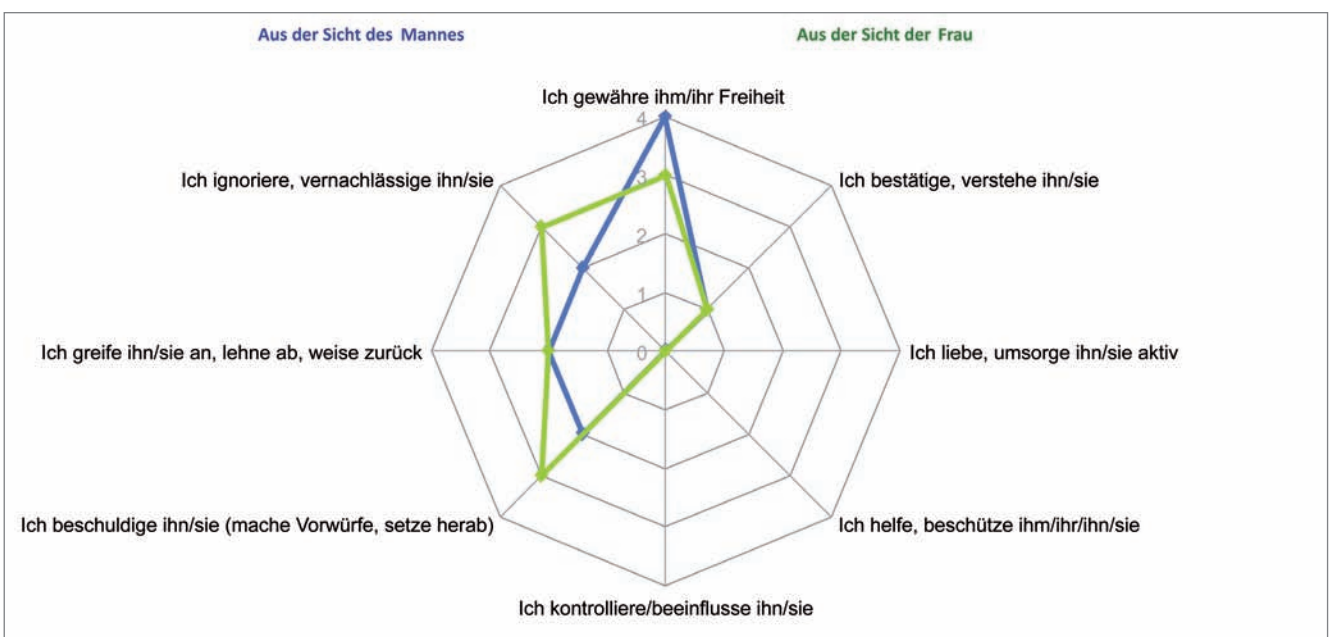 Aus der Sicht des Mannes
Aus der Sicht der Frau
Ich gewähre ihm/ihr Freiheit
4
Ich ignoriere, vernachlässige ihn/sie
Ich bestätige, verstehe ihn/sie
3
2
1
Ich greife ihn/sie an, lehne ab, weise zurück
0
Ich liebe, umsorge ihn/sie aktiv
Ich beschuldige ihn/sie (mache Vorwürfe, setze herab)
Ich helfe, beschütze ihm/ihr/ihn/sie
Ich kontrolliere/beeinflusse ihn/sie